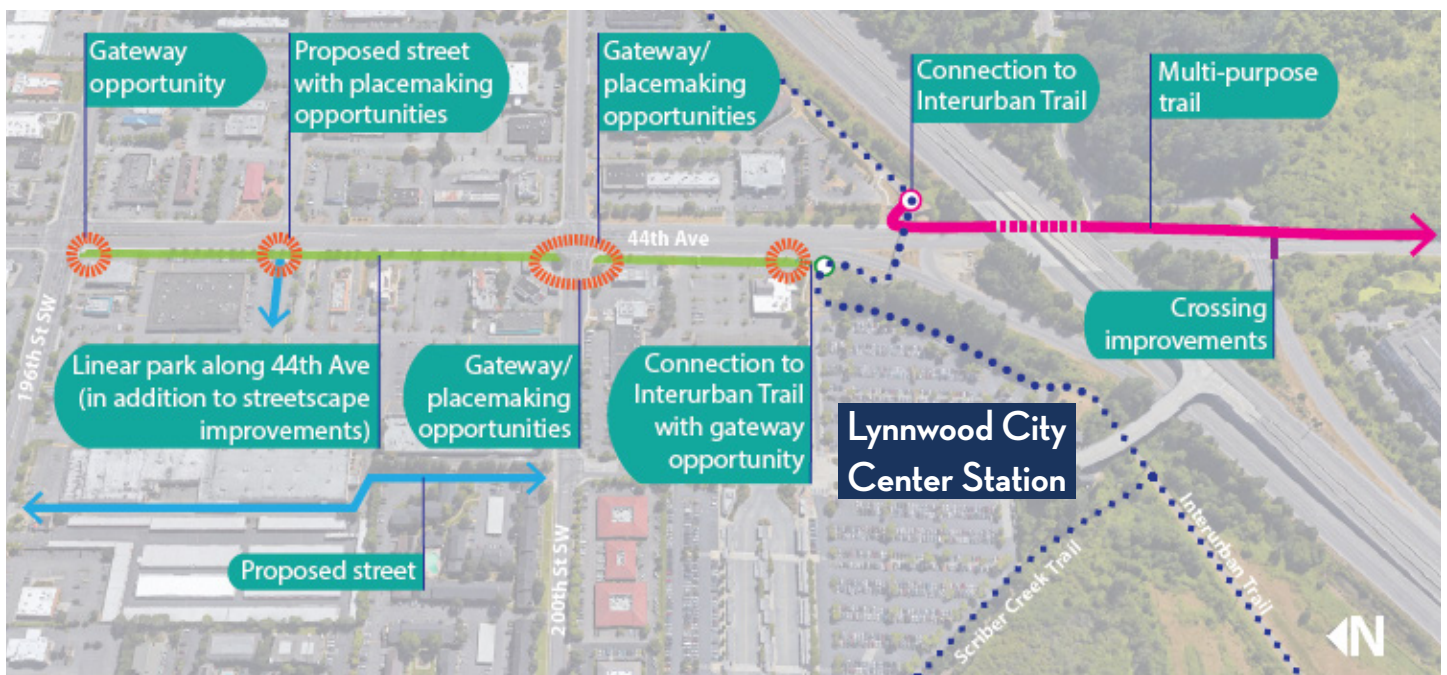 Gateway
opportunity
Proposed street
with placemaking
opportunities
Gateway/
placemaking
opportunities
Connection to
Interurban Trail
Multi-purpose
trail
44th Ave
196th St SW
Linear park along 44th Ave
(in addition to streetscape
improvements)
Gateway/
placemaking
opportunities
Connection to
Interurban Trail
with gateway
opportunity
Crossing
improvements
Lynnwood City
Center Station
Proposed street
200th St SW
Scriber Creek Trail
Interurban Trail
N